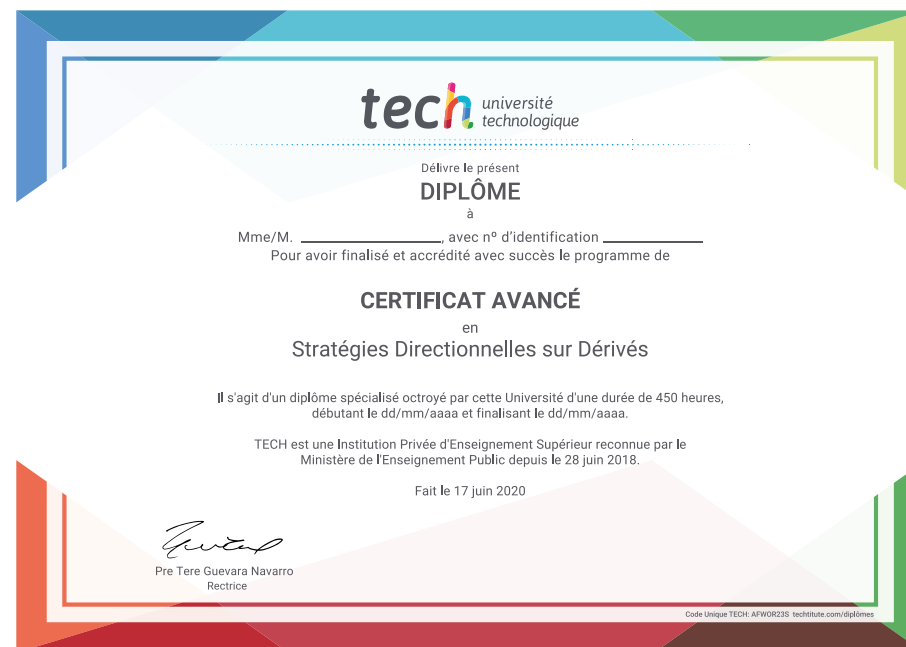 tech université
technologique
Délivre le présent
DIPLÔME
à
Mme/M. ____________________, avec nº d'identification ______________
Pour avoir finalisé et accrédité avec succès le programme de
CERTIFICAT AVANCÉ
en
Stratégies Directionnelles sur Dérivés
Il s'agit d'un diplôme spécialisé octroyé par cette Université d'une durée de 450 heures,
débutant le dd/mm/aaaa et finalisant le dd/mm/aaaa.
TECH est une Institution Privée d'Enseignement Supérieur reconnue par le
Ministère de l'Enseignement Public depuis le 28 juin 2018.
Fait le 17 juin 2020
Pre Tere Guevara Navarro
Rectrice
Code Unique TECH: AFWOR23S techtitute.com/diplômes